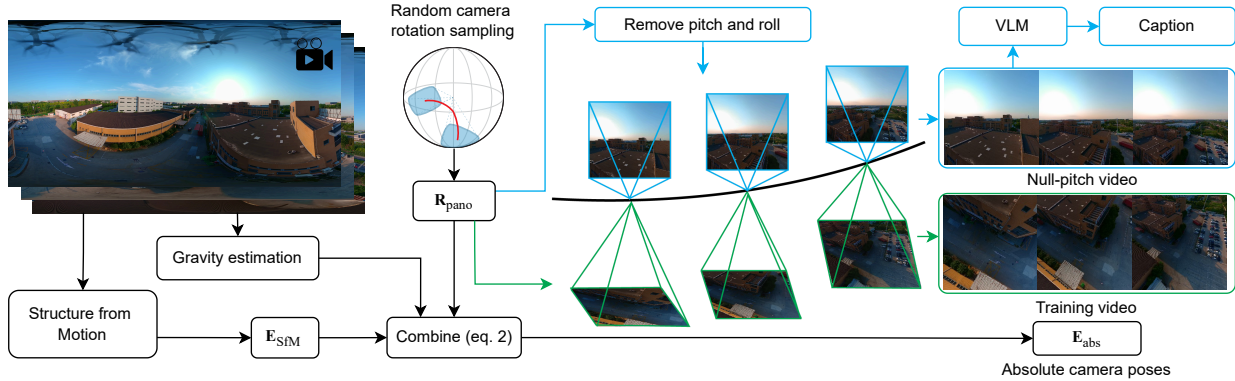 Random camera
rotation sampling
Remove pitch and roll
VLM
Caption
R_pano
Null-pitch video
Gravity estimation
Structure from
Motion
E_SfM
Combine (eq. 2)
Training video
E_abs
Absolute camera poses